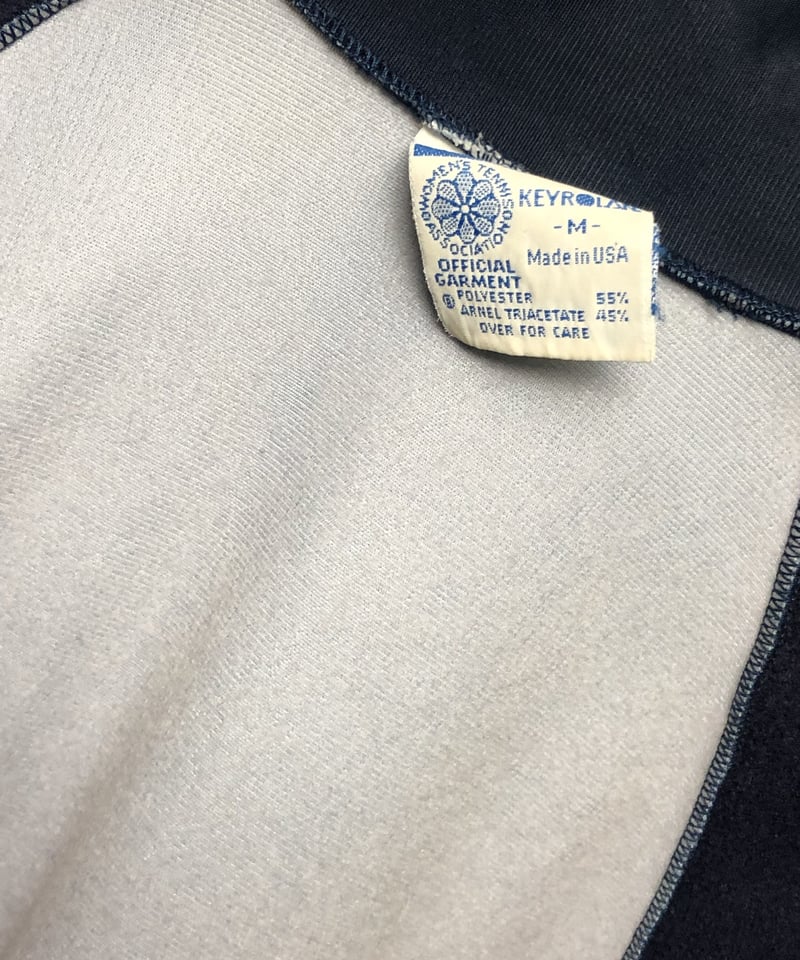 WOMEN'S TENNIS
ASSOCIATION
KEYROLAN
-M-
Made in USA
OFFICIAL
GARMENT
POLYESTER 55%
ARNEL TRIACETATE 45%
OVER FOR CARE